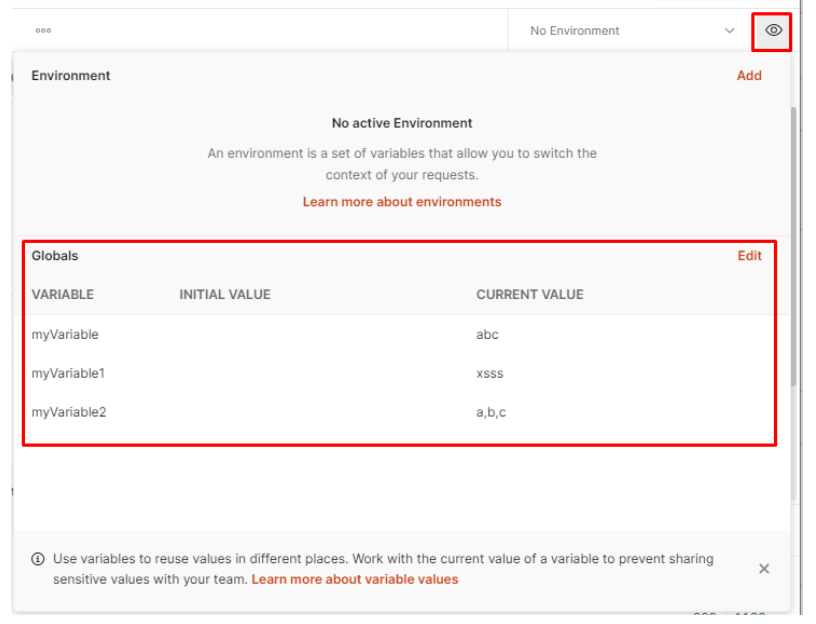 ooo No Environment
Environment Add
No active Environment
An environment is a set of variables that allow you to switch the
context of your requests.
Learn more about environments
Globals Edit
VARIABLE INITIAL VALUE CURRENT VALUE
myVariable abc
myVariable1 xsss
myVariable2 a,b,c
Use variables to reuse values in different places. Work with the current value of a variable to prevent sharing
sensitive values with your team. Learn more about variable values